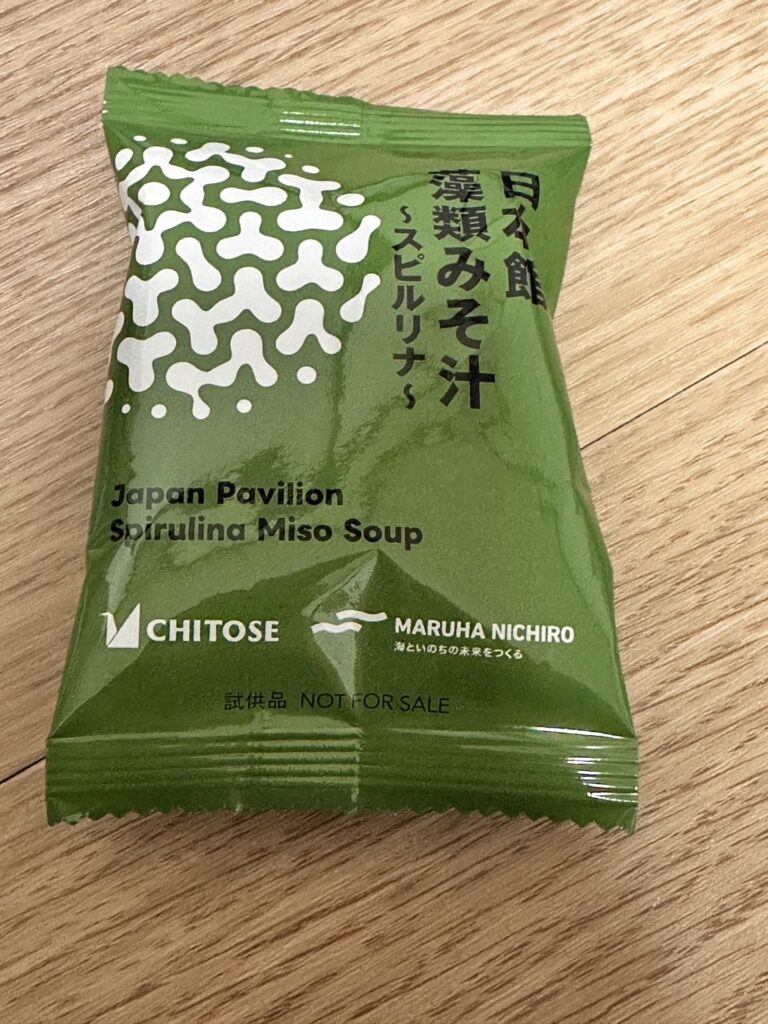 日本館
藻類みそ汁
～スピルリナ～
Japan Pavilion
Spirulina Miso Soup
CHITOSE
MARUHA NICHIRO
海といのちの未来をつくる
試供品 NOT FOR SALE